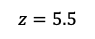 z = 5.5